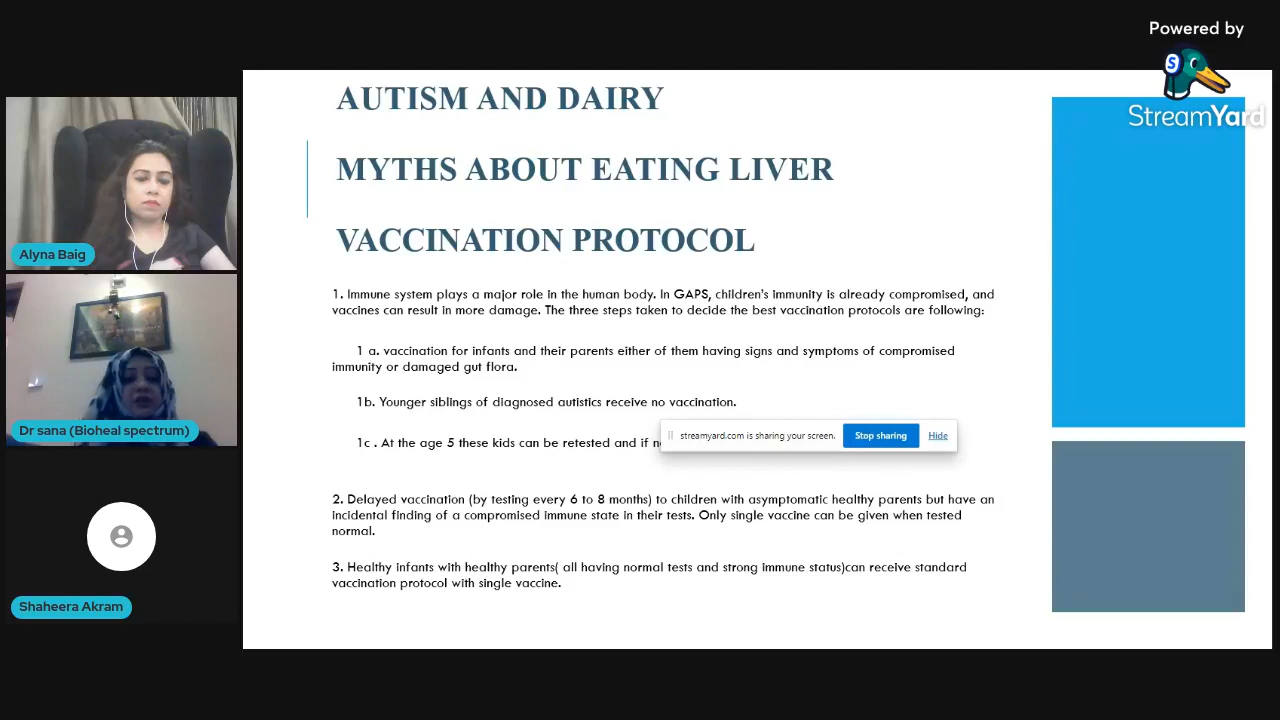 Powered by
StreamYard
AUTISM AND DAIRY
MYTHS ABOUT EATING LIVER
VACCINATION PROTOCOL
1. Immune system plays a major role in the human body. In GAPS, children's immunity is already compromised, and
vaccines can result in more damage. The three steps taken to decide the best vaccination protocols are following:
1 a. vaccination for infants and their parents either of them having signs and symptoms of compromised
immunity or damaged gut flora.
1b. Younger siblings of diagnosed autistics receive no vaccination.
1c . At the age 5 these kids can be retested and if
streamyard.com is sharing your screen.
Stop sharing
Hide
2. Delayed vaccination (by testing every 6 to 8 months) to children with asymptomatic healthy parents but have an
incidental finding of a compromised immune state in their tests. Only single vaccine can be given when tested
normal.
3. Healthy infants with healthy parents( all having normal tests and strong immune status)can receive standard
vaccination protocol with single vaccine.
Alyna Baig
Dr sana (Bioheal spectrum)
Shaheera Akram